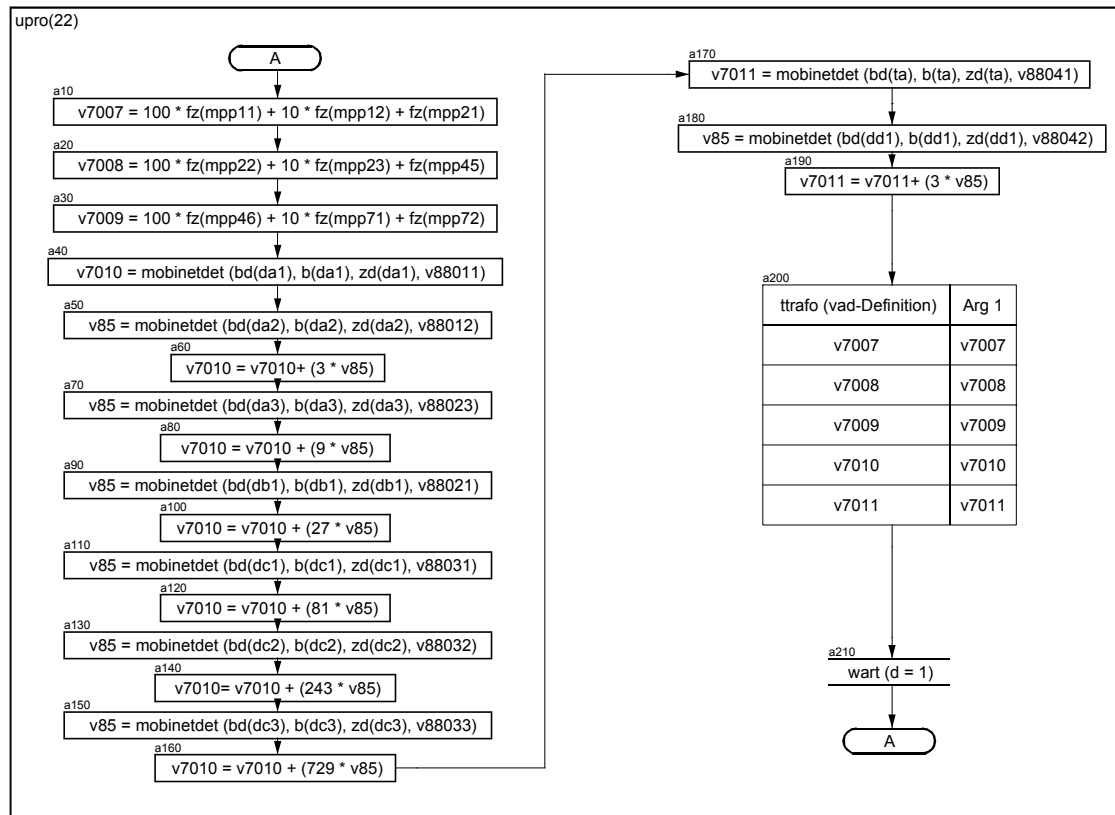 upro(22)
A
a10
v7007 = 100 * fz(mpp11) + 10 * fz(mpp12) + fz(mpp21)
a20
v7008 = 100 * fz(mpp22) + 10 * fz(mpp23) + fz(mpp45)
a30
v7009 = 100 * fz(mpp46) + 10 * fz(mpp71) + fz(mpp72)
a40
v7010 = mobinetdet (bd(da1), b(da1), zd(da1), v88011)
a50
v85 = mobinetdet (bd(da2), b(da2), zd(da2), v88012)
a60
v7010 = v7010+ (3 * v85)
a70
v85 = mobinetdet (bd(da3), b(da3), zd(da3), v88023)
a80
v7010 = v7010 + (9 * v85)
a90
v85 = mobinetdet (bd(db1), b(db1), zd(db1), v88021)
a100
v7010 = v7010 + (27 * v85)
a110
v85 = mobinetdet (bd(dc1), b(dc1), zd(dc1), v88031)
a120
v7010 = v7010 + (81 * v85)
a130
v85 = mobinetdet (bd(dc2), b(dc2), zd(dc2), v88032)
a140
v7010= v7010 + (243 * v85)
a150
v85 = mobinetdet (bd(dc3), b(dc3), zd(dc3), v88033)
a160
v7010 = v7010 + (729 * v85)
a170
v7011 = mobinetdet (bd(ta), b(ta), zd(ta), v88041)
a180
v85 = mobinetdet (bd(dd1), b(dd1), zd(dd1), v88042)
a190
v7011 = v7011+ (3 * v85)
a200
ttrafo (vad-Definition) Arg 1
v7007 v7007
v7008 v7008
v7009 v7009
v7010 v7010
v7011 v7011
a210
wart (d = 1)
A